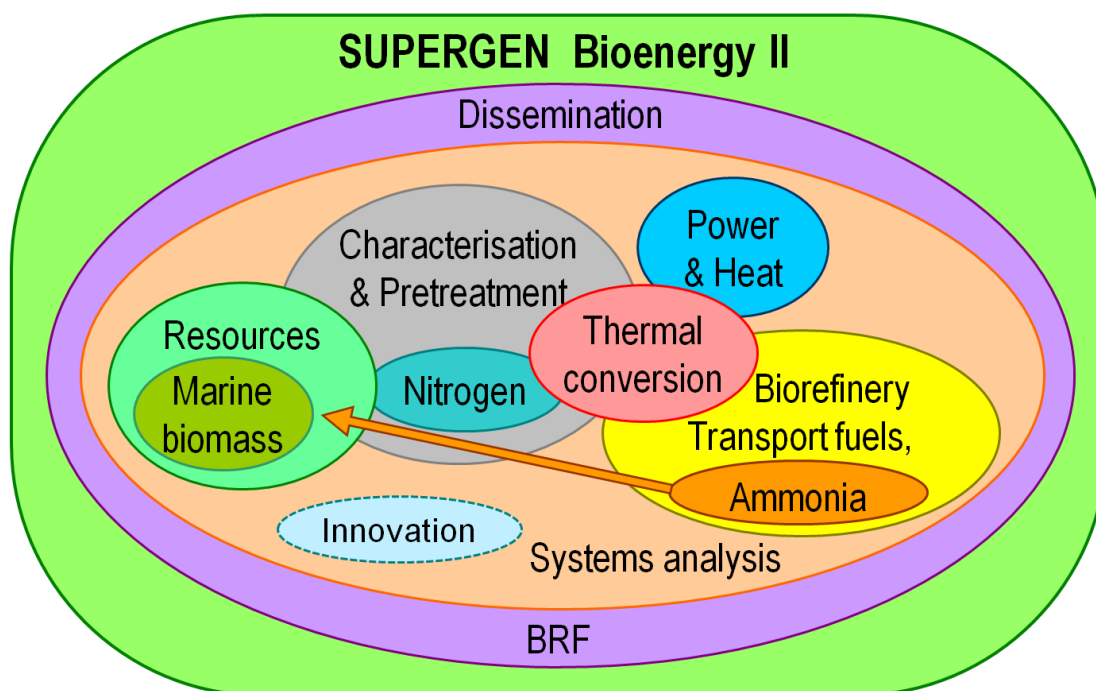 SUPERGEN Bioenergy II
Dissemination
Power
& Heat
Characterisation
& Pretreatment
Thermal
conversion
Resources
Marine
biomass
Nitrogen
Biorefinery
Transport fuels,
Ammonia
Innovation
Systems analysis
BRF